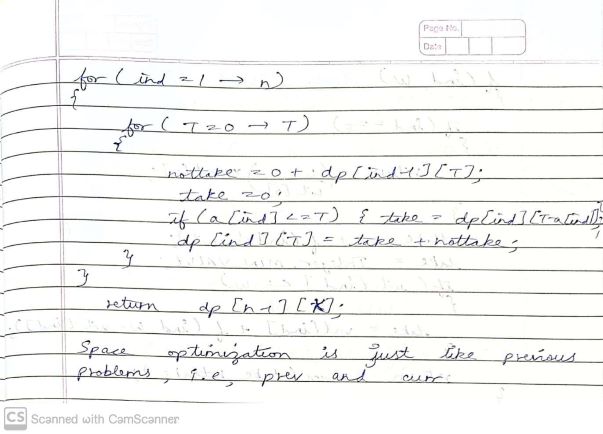 Page No.
Date
for ( ind = 1 → n)
{
for ( T = 0 → T)
{
nottake = 0 + dp[ind-1][T];
take = 0;
if (a[ind] <= T) { take = dp[ind][T-a[ind]];}
dp [ind][T] = take + nottake;
}
}
return dp [n-1][K];
Space optimization is just like previous
problems, i.e, prev and curr.
CS Scanned with CamScanner